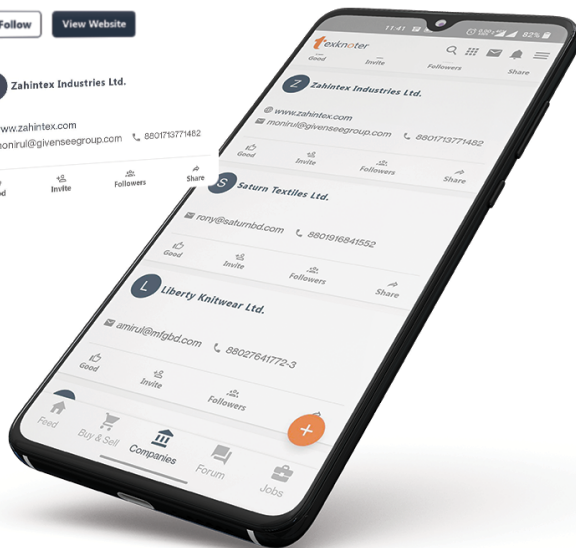 Follow
View Website
Zahintex Industries Ltd.
www.zahintex.com
monirul@givenseegroup.com 8801713771482
Invite Followers Share
11:41 82%
texknoter
Good Invite Followers Share
Z Zahintex Industries Ltd.
www.zahintex.com
monirul@givenseegroup.com 8801713771482
Good Invite Followers Share
S Saturn Textiles Ltd.
rony@saturnbd.com 8801916841552
Good Invite Followers Share
L Liberty Knitwear Ltd.
amirul@mfgbd.com 88027641772-3
Good Invite Followers
+
Feed Buy & Sell Companies Forum Jobs